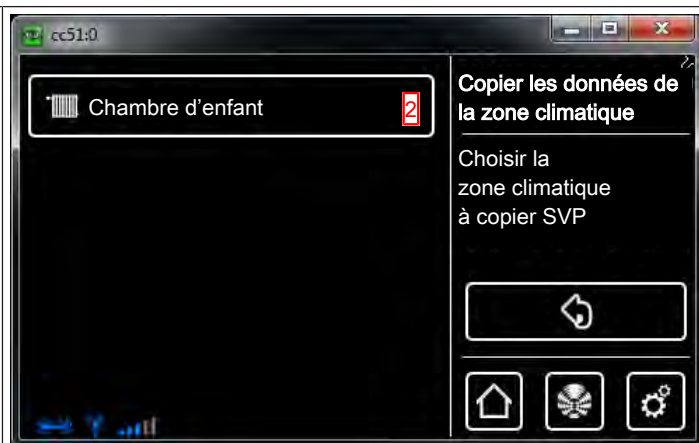 cc51:0
Chambre d’enfant
2
Copier les données de
la zone climatique
Choisir la
zone climatique
à copier SVP